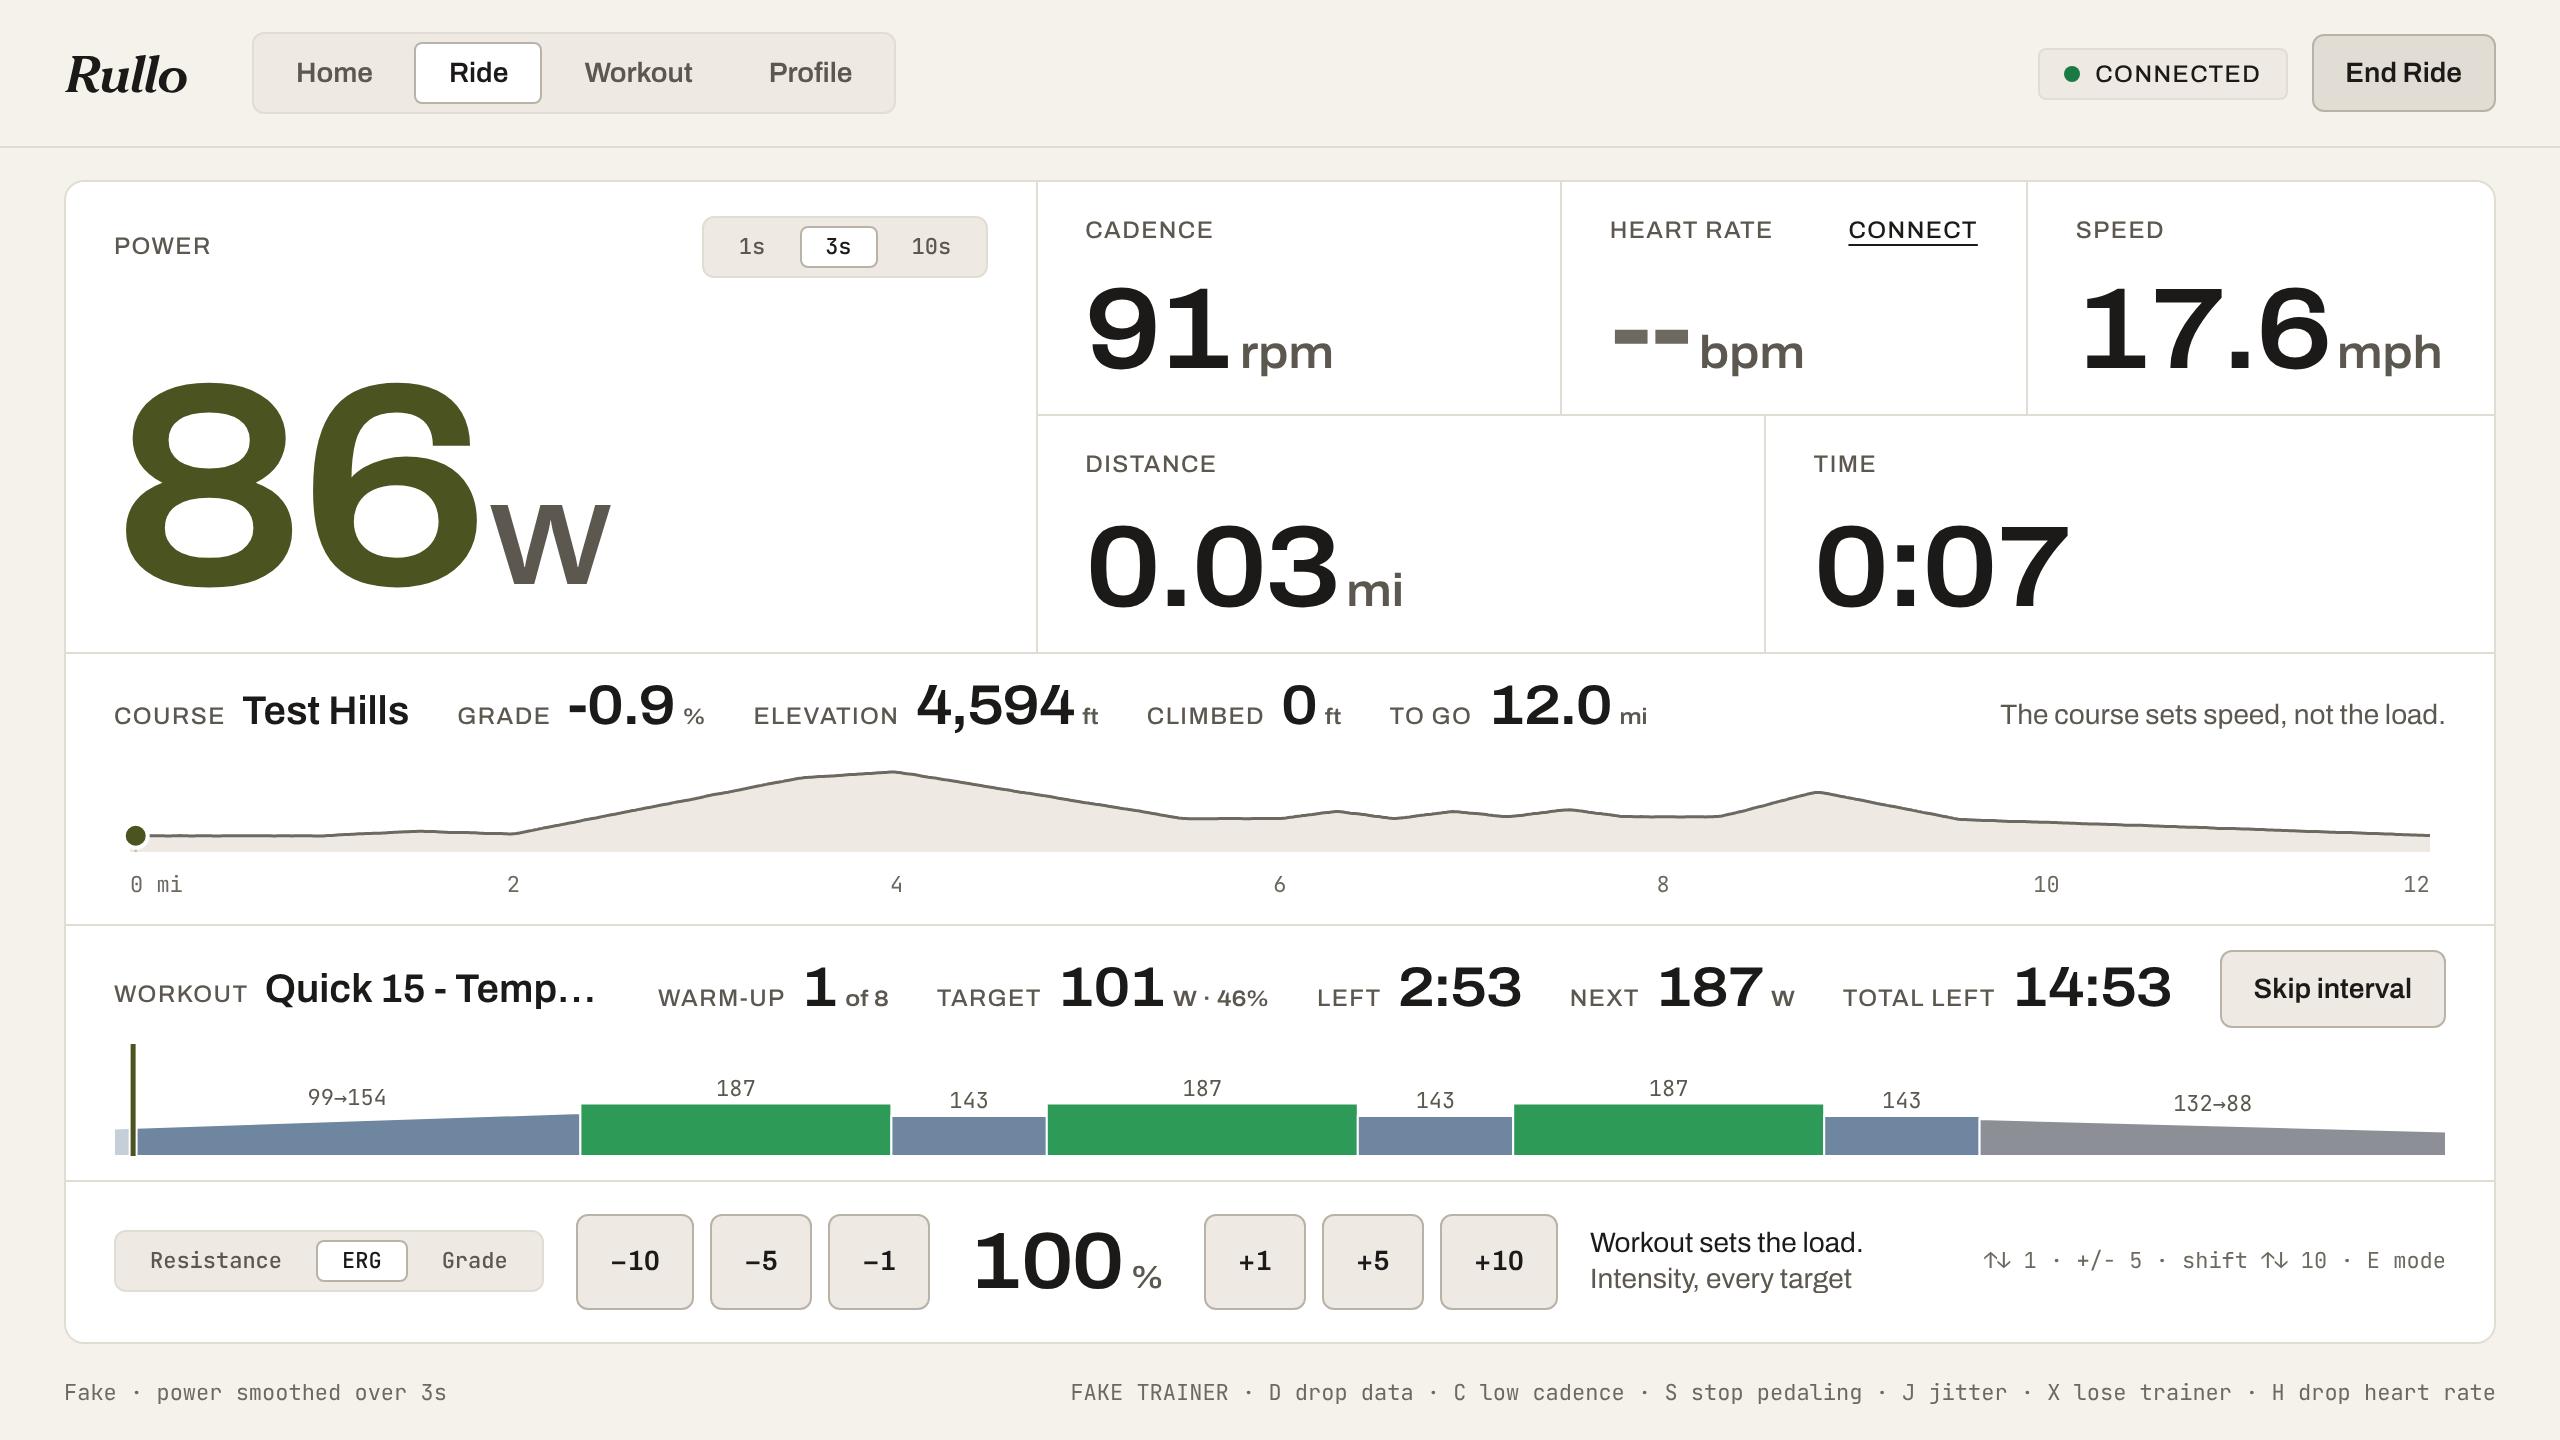 Rullo
Home Ride Workout Profile
CONNECTED
End Ride
POWER
1s 3s 10s
86 W
CADENCE
91 rpm
HEART RATE CONNECT
-- bpm
SPEED
17.6 mph
DISTANCE
0.03 mi
TIME
0:07
COURSE Test Hills GRADE -0.9 % ELEVATION 4,594 ft CLIMBED 0 ft TO GO 12.0 mi The course sets speed, not the load.
0 mi 2 4 6 8 10 12
WORKOUT Quick 15 - Temp... WARM-UP 1 of 8 TARGET 101 W · 46% LEFT 2:53 NEXT 187 W TOTAL LEFT 14:53 Skip interval
99→154 187 143 187 143 187 143 132→88
Resistance ERG Grade
−10 −5 −1 100 % +1 +5 +10
Workout sets the load.
Intensity, every target
↑↓ 1 · +/- 5 · shift ↑↓ 10 · E mode
Fake · power smoothed over 3s
FAKE TRAINER · D drop data · C low cadence · S stop pedaling · J jitter · X lose trainer · H drop heart rate